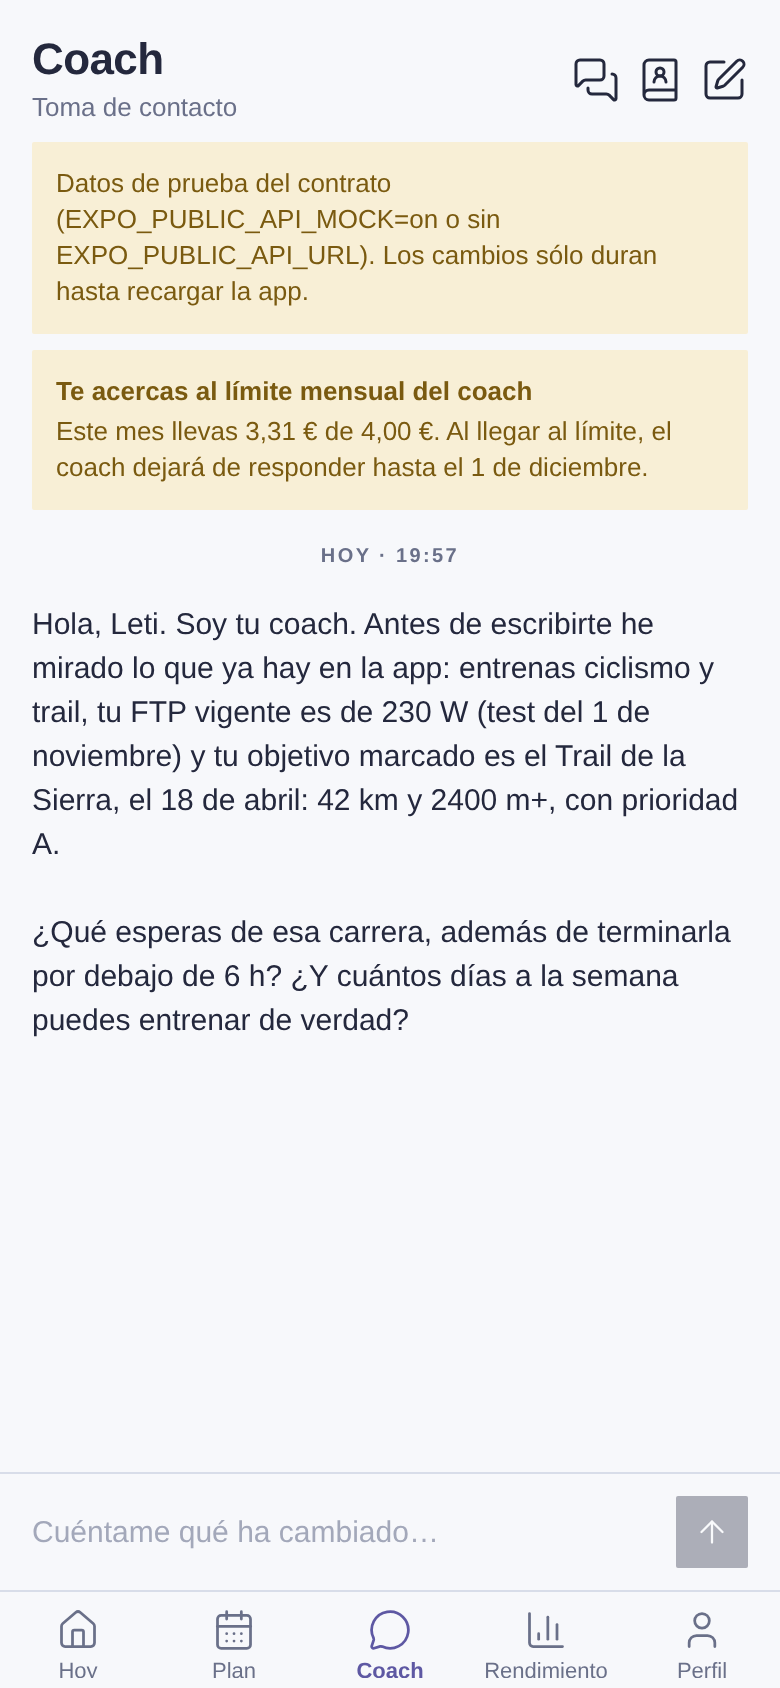 Coach
Toma de contacto
Datos de prueba del contrato
(EXPO_PUBLIC_API_MOCK=on o sin
EXPO_PUBLIC_API_URL). Los cambios sólo duran
hasta recargar la app.
Te acercas al límite mensual del coach
Este mes llevas 3,31 € de 4,00 €. Al llegar al límite, el
coach dejará de responder hasta el 1 de diciembre.
HOY · 19:57
Hola, Leti. Soy tu coach. Antes de escribirte he
mirado lo que ya hay en la app: entrenas ciclismo y
trail, tu FTP vigente es de 230 W (test del 1 de
noviembre) y tu objetivo marcado es el Trail de la
Sierra, el 18 de abril: 42 km y 2400 m+, con prioridad
A.
¿Qué esperas de esa carrera, además de terminarla
por debajo de 6 h? ¿Y cuántos días a la semana
puedes entrenar de verdad?
Cuéntame qué ha cambiado…
Hoy
Plan
Coach
Rendimiento
Perfil